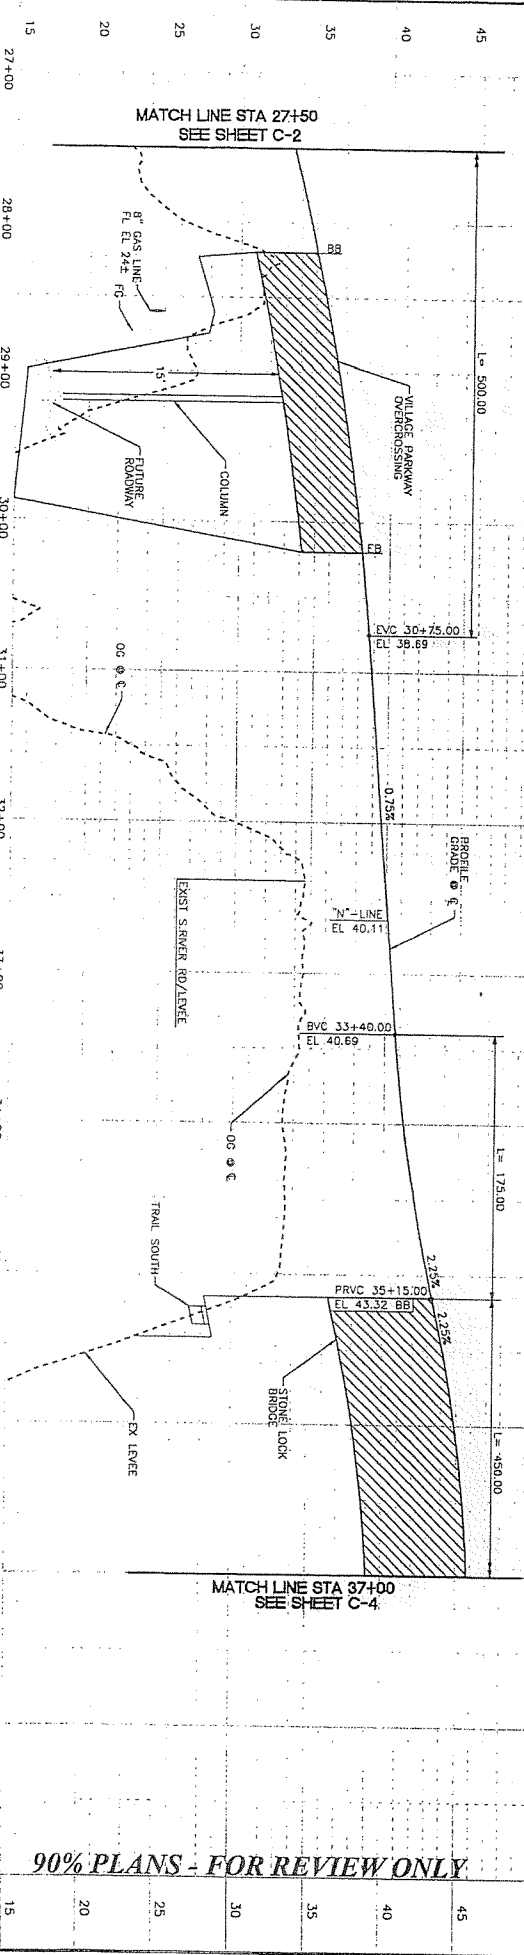 15
20
25
30
35
40
45
27+00
28+00
29+00
30+00
31+00
32+00
MATCH LINE STA 27+50
SEE SHEET C-2
BB
L= 500.00
8" GAS LINE
FL EL 24±
FG
VILLAGE PARKWAY
OVERCROSSING
15'
COLUMN
FUTURE
ROADWAY
EB
EVC 30+75.00
EL 38.69
OG @ ℄
0.75%
PROFILE
GRADE @ ℄
"N"-LINE
EL 40.11
EXIST S.RIVER RD/LEVEE
BVC 33+40.00
EL 40.69
OG @ ℄
L= 175.00
TRAIL SOUTH
PRVC 35+15.00
EL 43.32 BB
2.25%
2.25%
STONE LOCK
BRIDGE
EX LEVEE
L= 450.00
MATCH LINE STA 37+00
SEE SHEET C-4
90% PLANS - FOR REVIEW ONLY
15
20
25
30
35
40
45